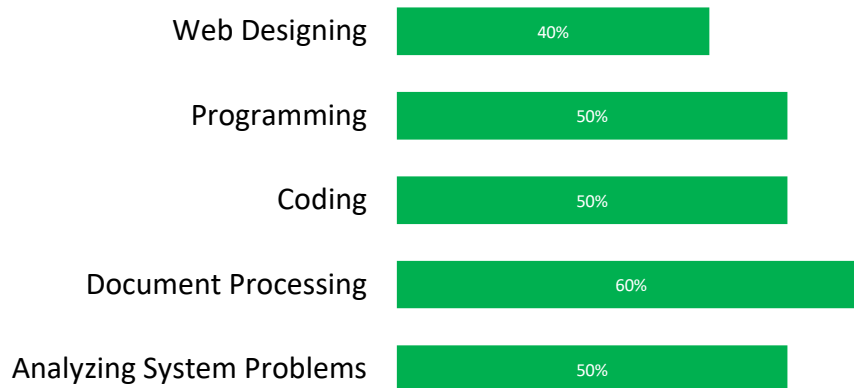 Web Designing 40%
Programming 50%
Coding 50%
Document Processing 60%
Analyzing System Problems 50%